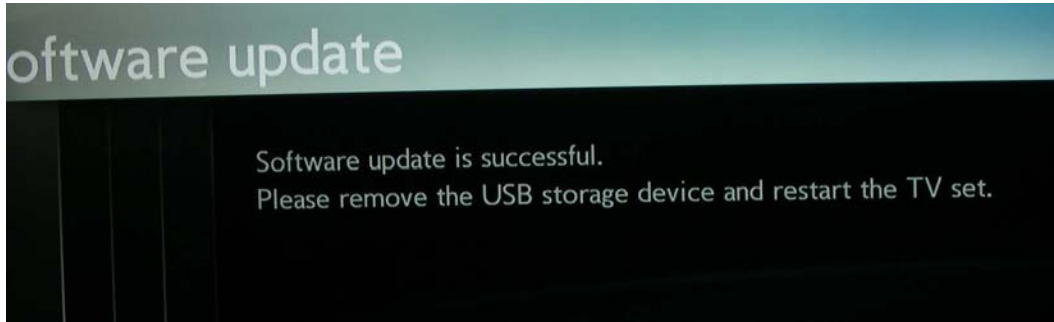 oftware update
Software update is successful.
Please remove the USB storage device and restart the TV set.